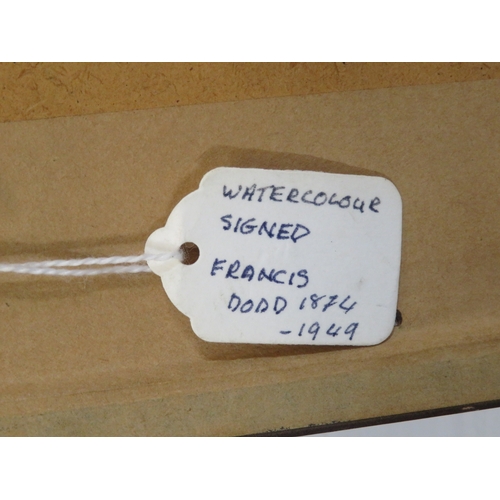 WATERCOLOUR
SIGNED
FRANCIS
DODD 1874
-1949